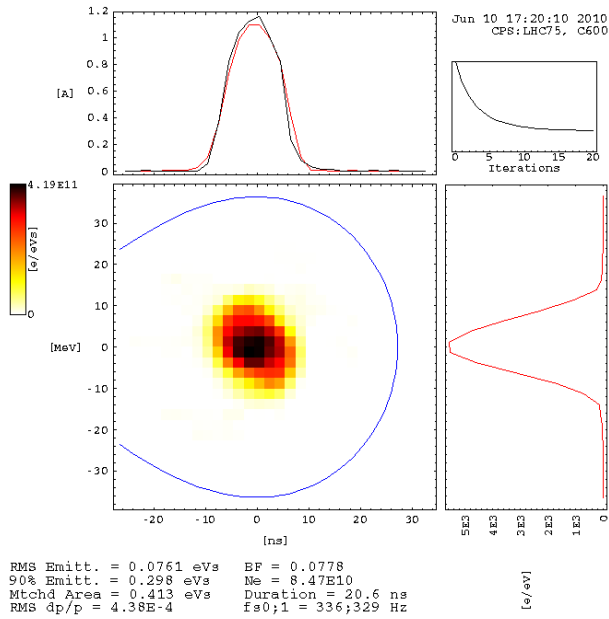 Jun 10 17:20:10 2010
CPS:LHC75, C600
1.2
1
0.8
0.6
0.4
0.2
0
[A]
0 5 10 15 20
Iterations
4.19E11
[e/eVs]
0
30
20
10
0
-10
-20
-30
[MeV]
-20 -10 0 10 20 30
[ns]
5E3
4E3
3E3
2E3
1E3
0
[e/eV]
RMS Emitt. = 0.0761 eVs BF = 0.0778
90% Emitt. = 0.298 eVs Ne = 8.47E10
Mtchd Area = 0.413 eVs Duration = 20.6 ns
RMS dp/p = 4.38E-4 fs0;1 = 336;329 Hz